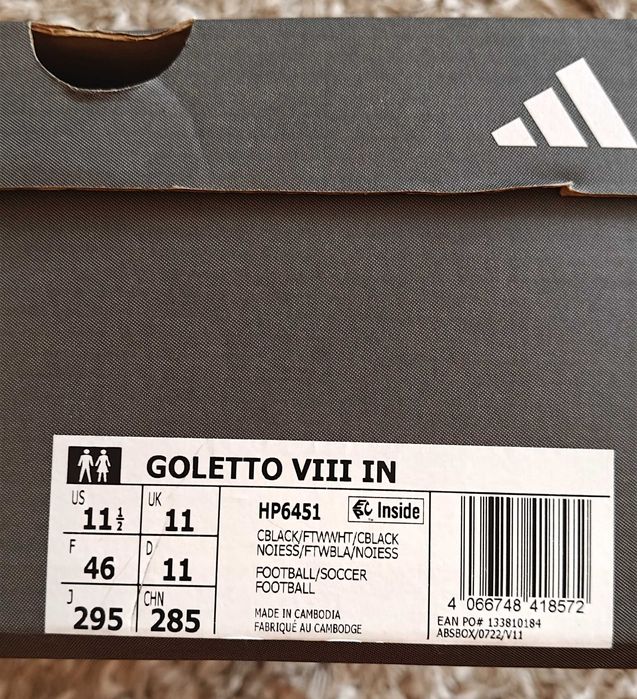 GOLETTO VIII IN
US 11 1/2 UK 11
F 46 D 11
J 295 CHN 285
HP6451 Inside
CBLACK/FTWWHT/CBLACK
NOIESS/FTWBLA/NOIESS
FOOTBALL/SOCCER
FOOTBALL
MADE IN CAMBODIA
FABRIQUÉ AU CAMBODGE
4 066748 418572
EAN PO# 133810184
ABSBOX/0722/V11